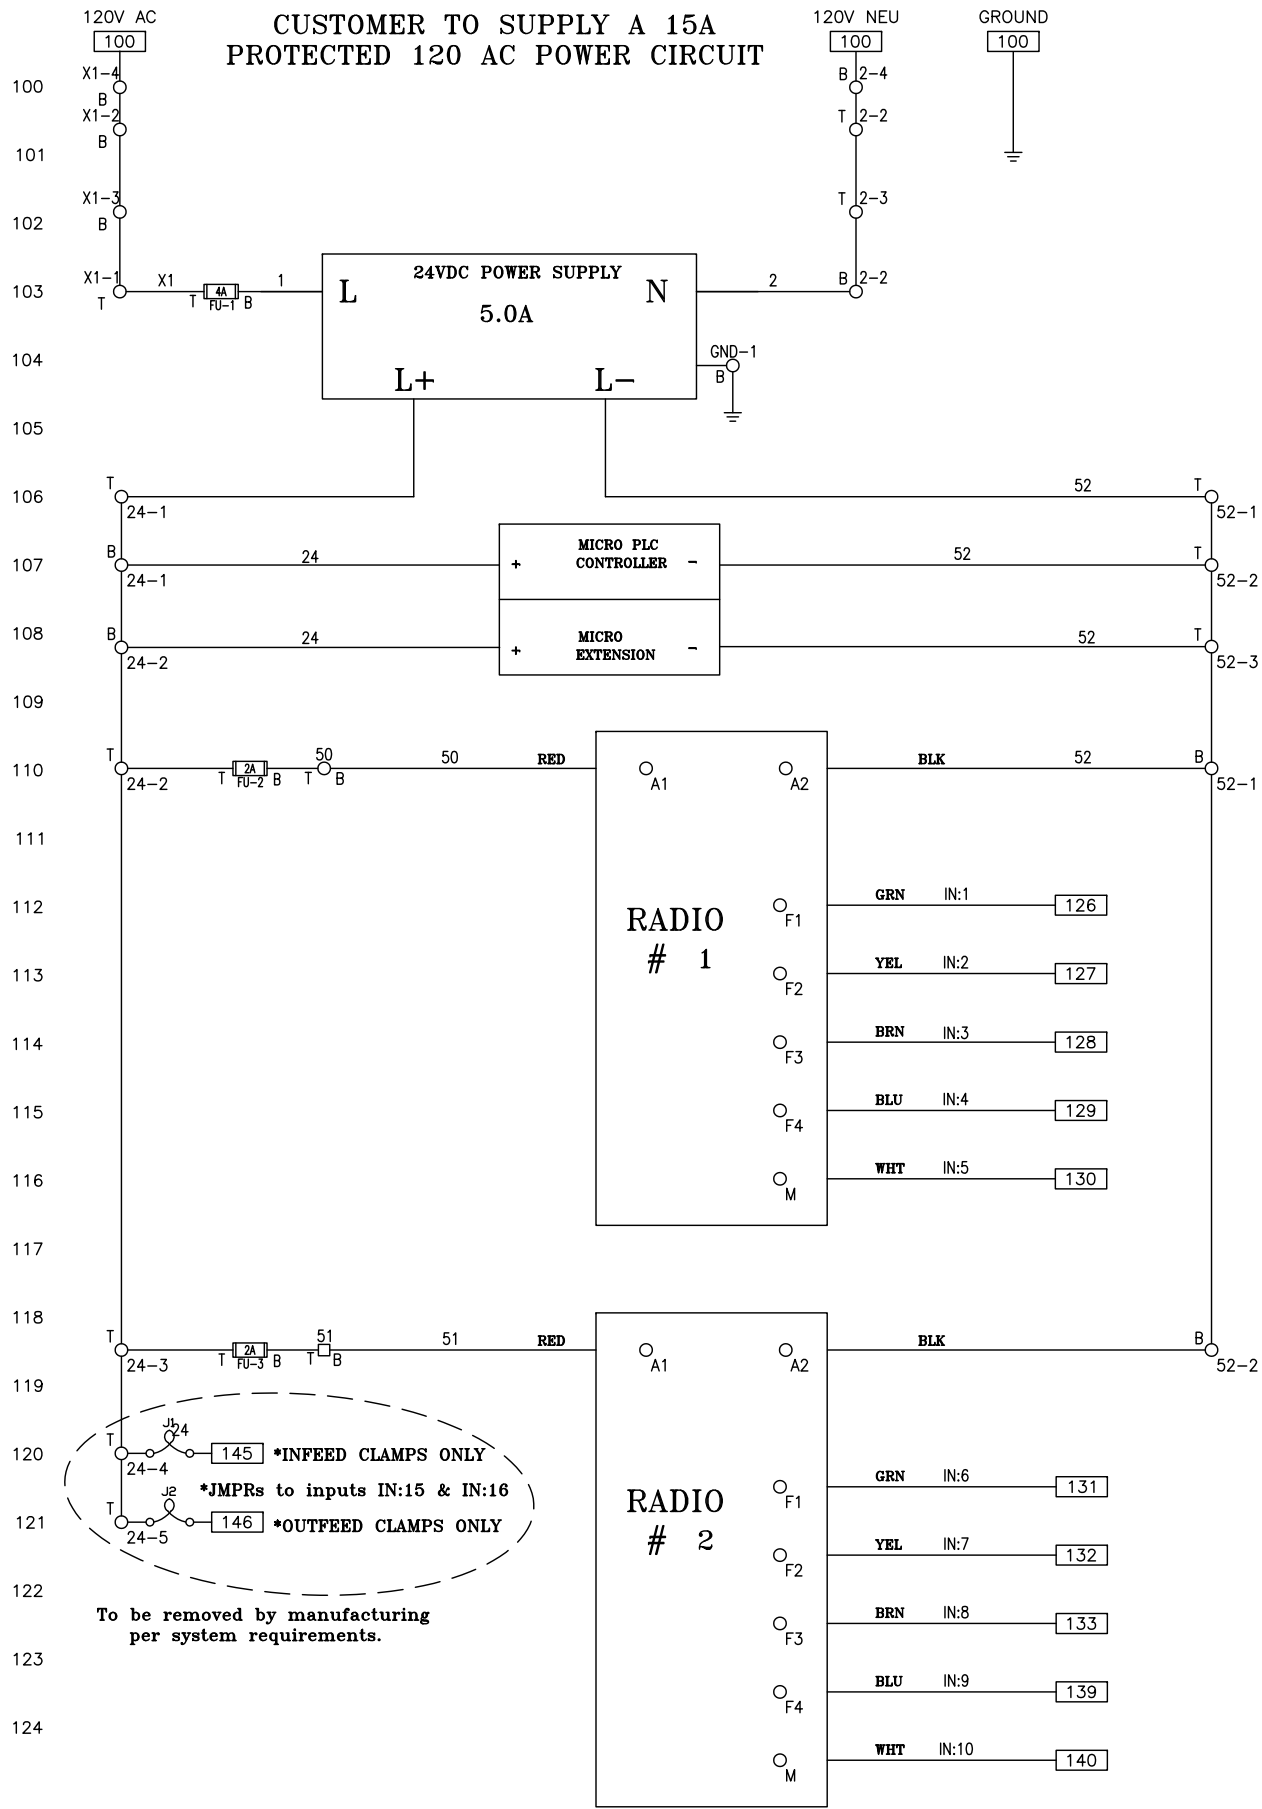 120V AC
CUSTOMER TO SUPPLY A 15A
PROTECTED 120 AC POWER CIRCUIT
120V NEU
GROUND
100
100
100
X1-4
B 2-4
100
B
X1-2
T 2-2
101
B
X1-3
T 2-3
102
B
X1-1
X1
1
24VDC POWER SUPPLY
2
B 2-2
103
T
T
4A
FU-1
B
L
N
5.0A
104
GND-1
B
L+
L-
105
106
T
24-1
52
T
52-1
107
B
24-1
24
+
MICRO PLC
CONTROLLER
-
52
T
52-2
108
B
24-2
24
+
MICRO
EXTENSION
-
52
T
52-3
109
110
T
24-2
T
2A
FU-2
B
50
T B
50
RED
A1
A2
BLK
52
B
52-1
111
RADIO
# 1
112
F1
GRN
IN:1
126
113
F2
YEL
IN:2
127
114
F3
BRN
IN:3
128
115
F4
BLU
IN:4
129
116
M
WHT
IN:5
130
117
118
T
24-3
T
2A
FU-3
B
51
T B
51
RED
A1
A2
BLK
B
52-2
119
120
T
24-4
J1
24
145
*INFEED CLAMPS ONLY
*JMPRs to inputs IN:15 & IN:16
121
T
24-5
J2
146
*OUTFEED CLAMPS ONLY
RADIO
# 2
F1
GRN
IN:6
131
F2
YEL
IN:7
132
122
To be removed by manufacturing
per system requirements.
F3
BRN
IN:8
133
123
F4
BLU
IN:9
139
124
M
WHT
IN:10
140